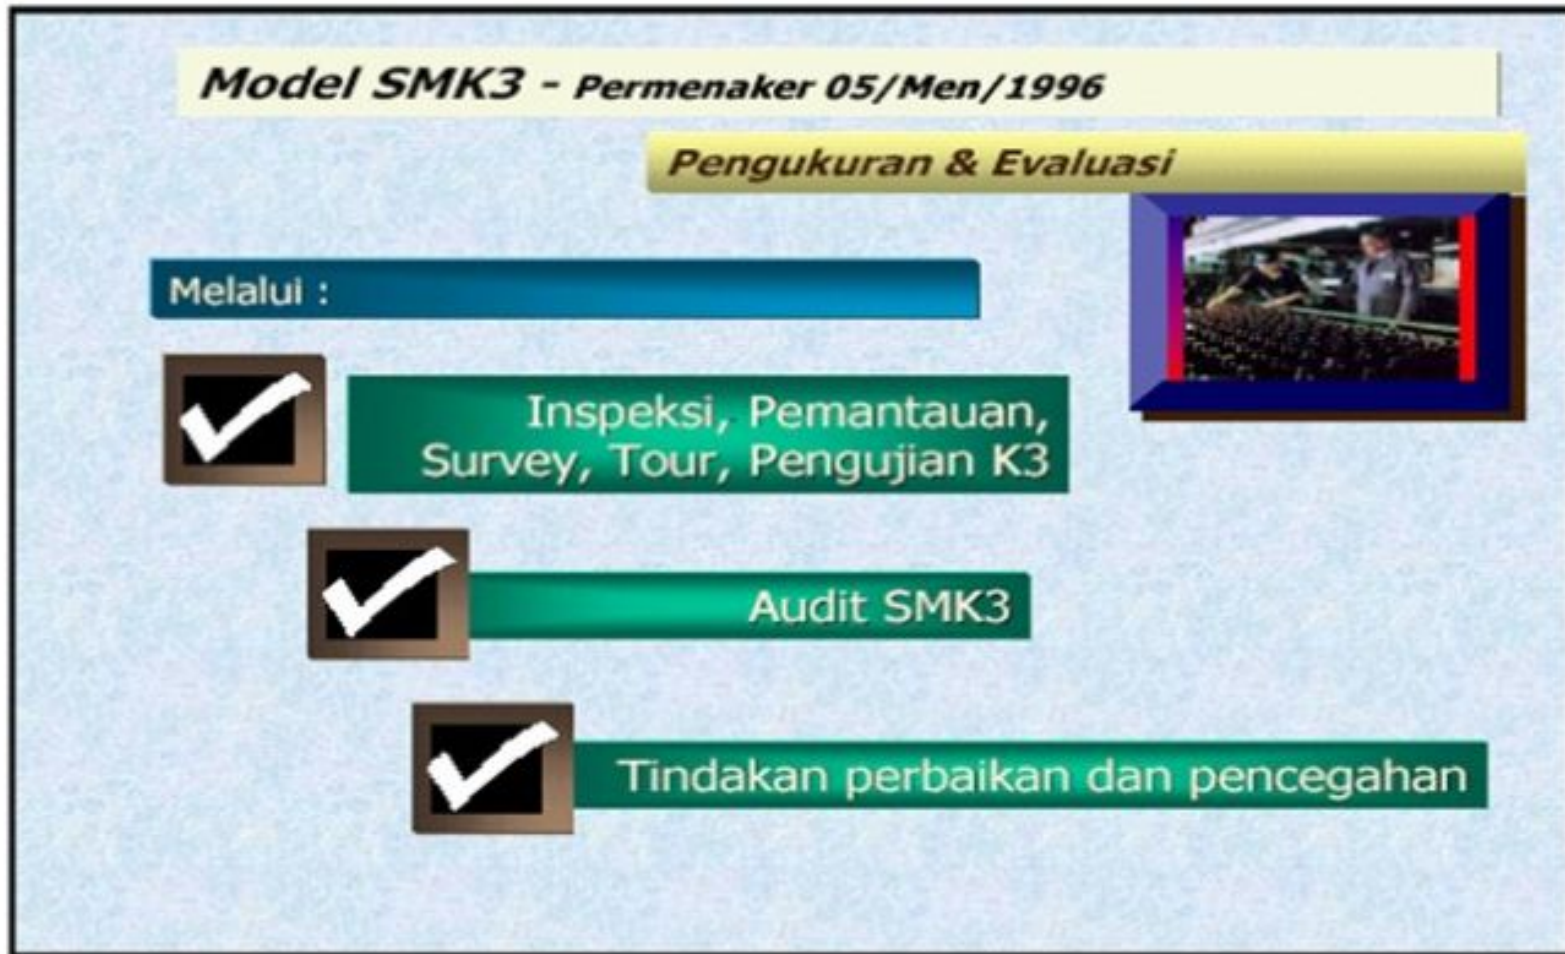 Model SMK3 - Permenaker 05/Men/1996
Pengukuran & Evaluasi
Melalui :
Inspeksi, Pemantauan,
Survey, Tour, Pengujian K3
Audit SMK3
Tindakan perbaikan dan pencegahan